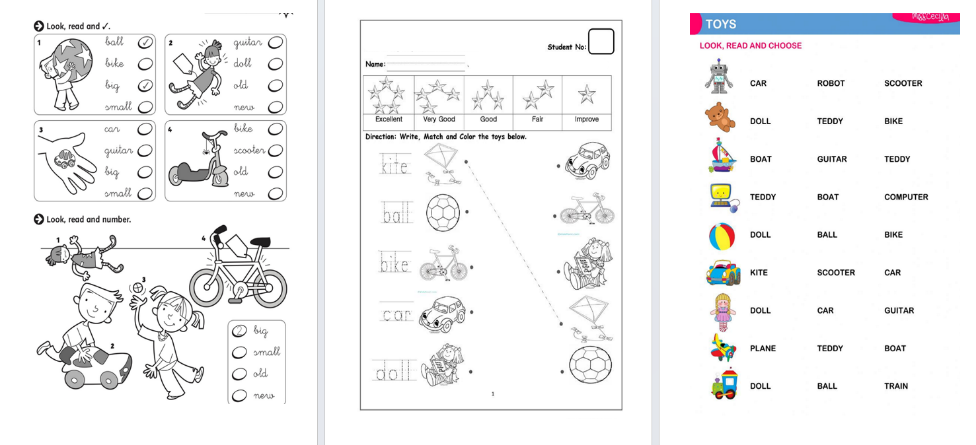 Look, read and ✓.
1
ball
bike
big
small
2
guitar
doll
old
new
3
car
guitar
big
small
4
bike
scooter
old
new
Look, read and number.
1
4
3
2
big
small
old
new
Student No:
Name:
Excellent Very Good Good Fair Improve
Direction: Write, Match and Color the toys below.
kite
ball
bike
car
doll
1
Miss Cecilia
TOYS
LOOK, READ AND CHOOSE
CAR ROBOT SCOOTER
DOLL TEDDY BIKE
BOAT GUITAR TEDDY
TEDDY BOAT COMPUTER
DOLL BALL BIKE
KITE SCOOTER CAR
DOLL CAR GUITAR
PLANE TEDDY BOAT
DOLL BALL TRAIN